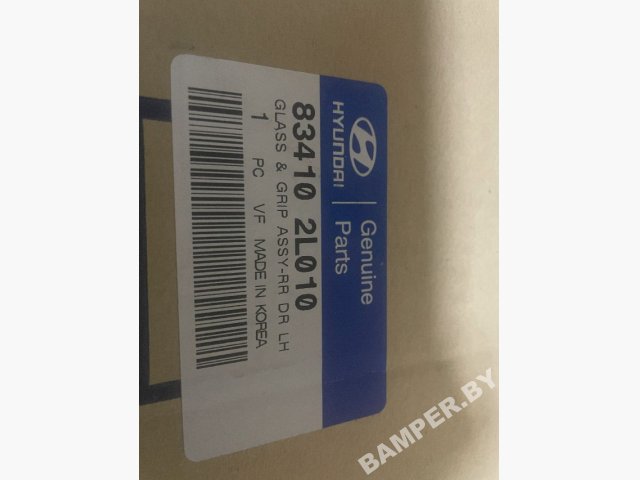 HYUNDAI
Genuine
Parts
83410 2L010
GLASS & GRIP ASSY-RR DR LH
1 PC VF MADE IN KOREA
BAMPER.BY